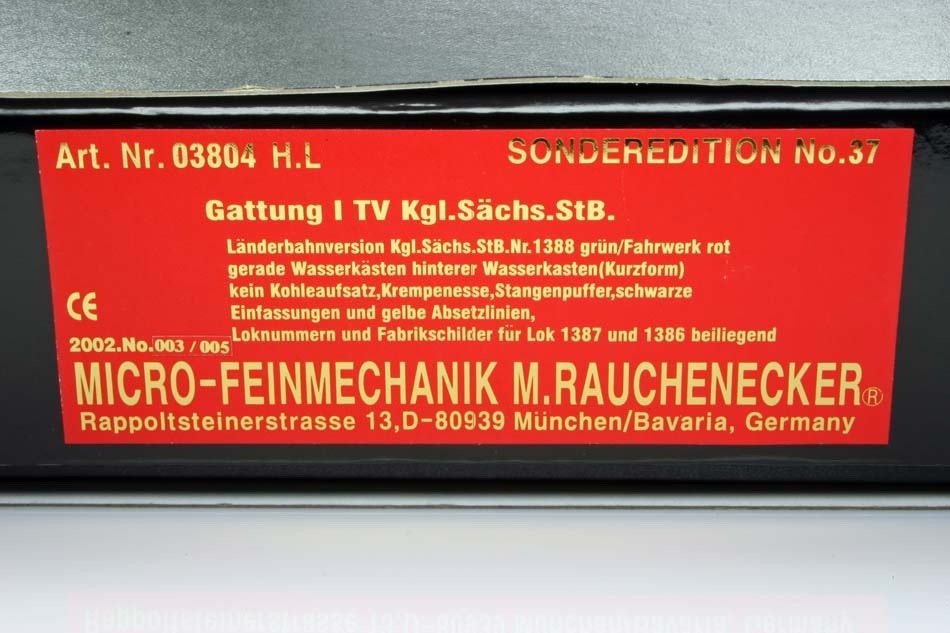 Art. Nr. 03804 H.L
SONDEREDITION No.37
Gattung I TV Kgl.Sächs.StB.
Länderbahnversion Kgl.Sächs.StB.Nr.1388 grün/Fahrwerk rot
gerade Wasserkästen hinterer Wasserkasten(Kurzform)
kein Kohleaufsatz,Krempenesse,Stangenpuffer,schwarze
Einfassungen und gelbe Absetzlinien,
Loknummern und Fabrikschilder für Lok 1387 und 1386 beiliegend
CE
2002.No.003/005
MICRO-FEINMECHANIK M.RAUCHENECKER®
Rappoltsteinerstrasse 13,D-80939 München/Bavaria, Germany